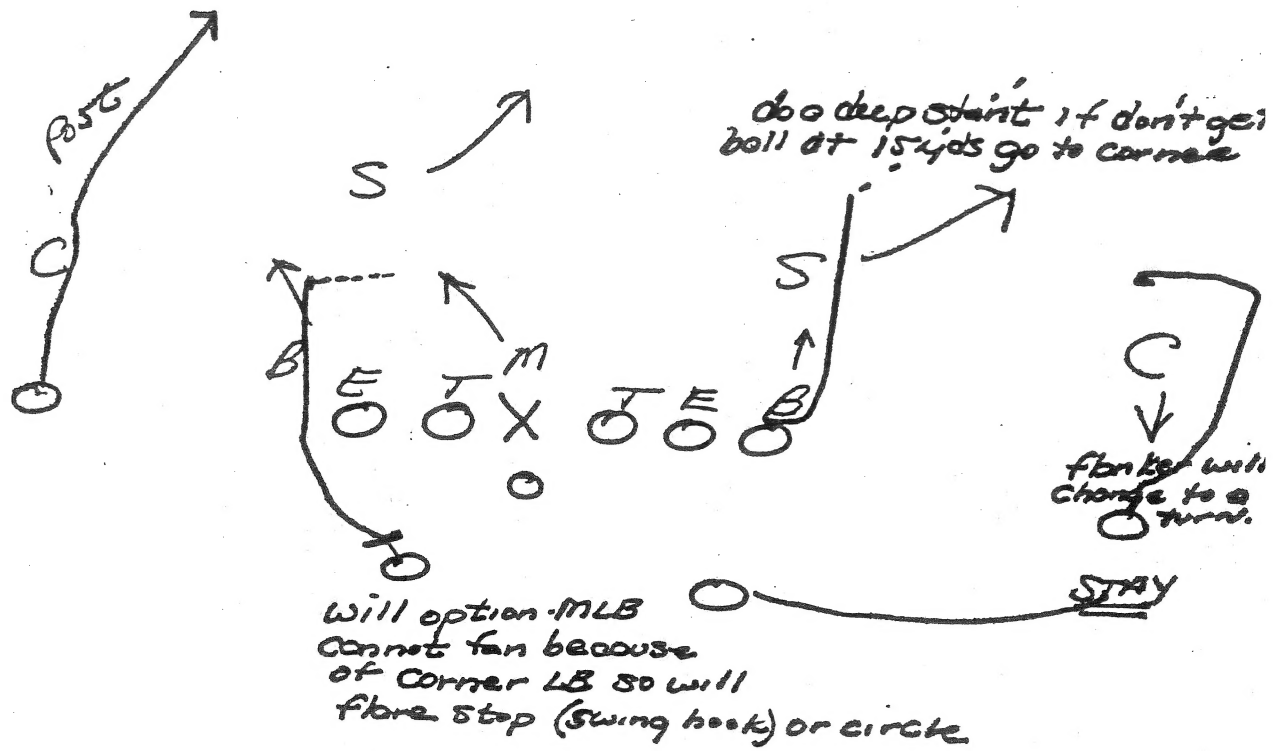 post
do a deep slant if don't get
ball at 15 yds go to corner
S
C
S
B
M
C
E
T
T
E
B
X
flanker will
change to a
turn.
STAY
will option - MLB
cannot fan because
of corner LB so will
flare stop (swing hook) or circle